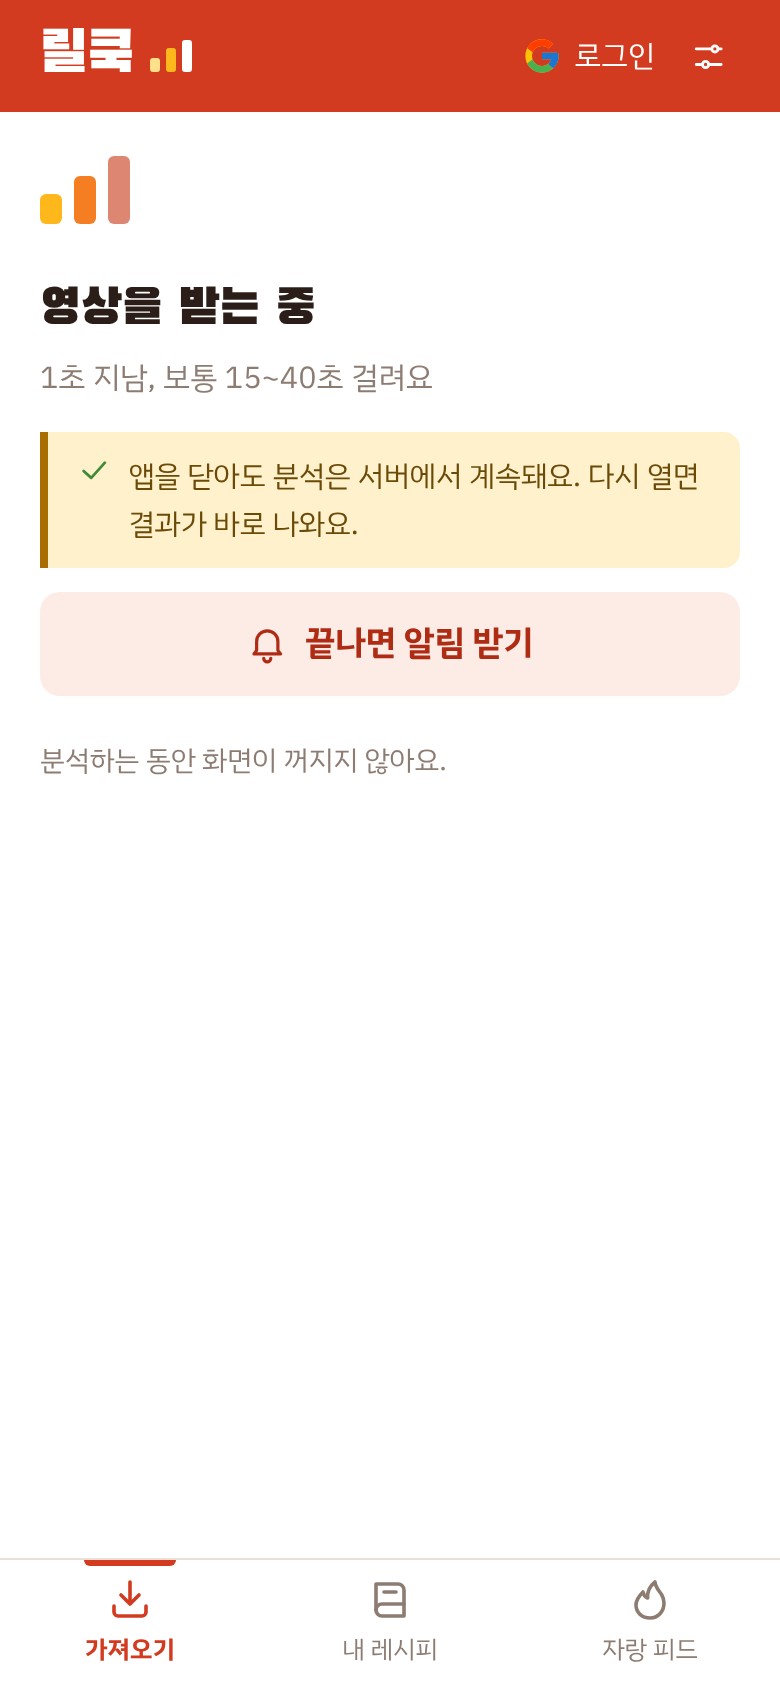 릴쿡
로그인
영상을 받는 중
1초 지남, 보통 15~40초 걸려요
앱을 닫아도 분석은 서버에서 계속돼요. 다시 열면
결과가 바로 나와요.
끝나면 알림 받기
분석하는 동안 화면이 꺼지지 않아요.
가져오기
내 레시피
자랑 피드